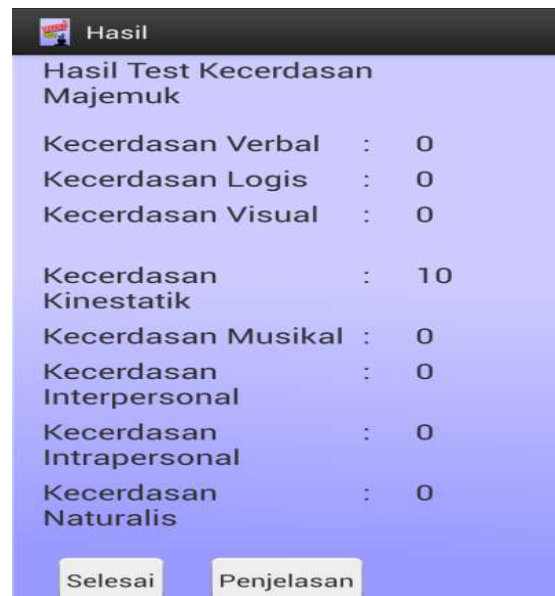 Hasil
Hasil Test Kecerdasan
Majemuk
Kecerdasan Verbal : 0
Kecerdasan Logis : 0
Kecerdasan Visual : 0
Kecerdasan : 10
Kinestatik
Kecerdasan Musikal : 0
Kecerdasan : 0
Interpersonal
Kecerdasan : 0
Intrapersonal
Kecerdasan : 0
Naturalis
Selesai Penjelasan